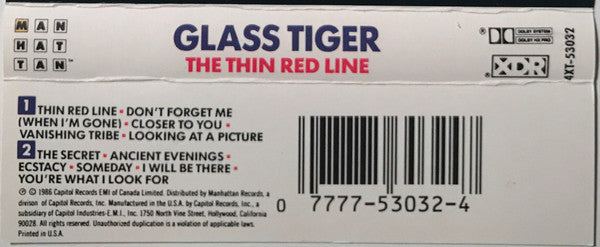 MAN
HAT
TAN™
GLASS TIGER
THE THIN RED LINE
DOLBY SYSTEM
DOLBY HX PRO
XDR
4XT-53032
1 THIN RED LINE • DON'T FORGET ME
(WHEN I'M GONE) • CLOSER TO YOU •
VANISHING TRIBE • LOOKING AT A PICTURE
2 THE SECRET • ANCIENT EVENINGS •
ECSTACY • SOMEDAY • I WILL BE THERE •
YOU'RE WHAT I LOOK FOR
℗ © 1986 Capitol Records EMI of Canada Limited. Distributed by Manhattan Records, a
divison of Capitol Records, Inc. Manufactured in the U.S.A. by Capitol Records, Inc., a
subsidiary of Capitol Industries-E.M.I., Inc. 1750 North Vine Street, Hollywood, California
90028. All rights reserved. Unauthorized duplication is a violation of applicable laws.
Printed in U.S.A.
0 7777-53032-4